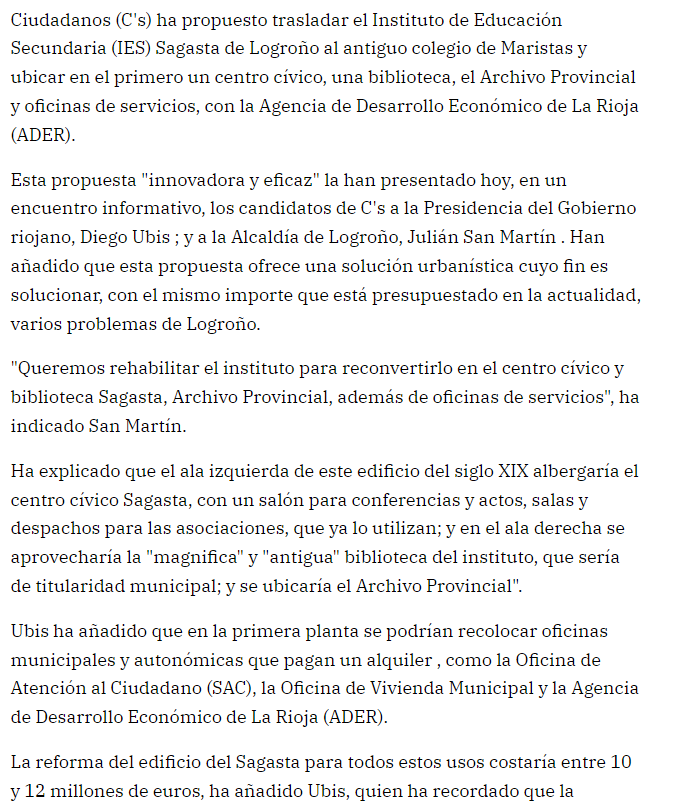 Ciudadanos (C's) ha propuesto trasladar el Instituto de Educación
Secundaria (IES) Sagasta de Logroño al antiguo colegio de Maristas y
ubicar en el primero un centro cívico, una biblioteca, el Archivo Provincial
y oficinas de servicios, con la Agencia de Desarrollo Económico de La Rioja
(ADER).
Esta propuesta "innovadora y eficaz" la han presentado hoy, en un
encuentro informativo, los candidatos de C's a la Presidencia del Gobierno
riojano, Diego Ubis ; y a la Alcaldía de Logroño, Julián San Martín . Han
añadido que esta propuesta ofrece una solución urbanística cuyo fin es
solucionar, con el mismo importe que está presupuestado en la actualidad,
varios problemas de Logroño.
"Queremos rehabilitar el instituto para reconvertirlo en el centro cívico y
biblioteca Sagasta, Archivo Provincial, además de oficinas de servicios", ha
indicado San Martín.
Ha explicado que el ala izquierda de este edificio del siglo XIX albergaría el
centro cívico Sagasta, con un salón para conferencias y actos, salas y
despachos para las asociaciones, que ya lo utilizan; y en el ala derecha se
aprovecharía la "magnifica" y "antigua" biblioteca del instituto, que sería
de titularidad municipal; y se ubicaría el Archivo Provincial".
Ubis ha añadido que en la primera planta se podrían recolocar oficinas
municipales y autonómicas que pagan un alquiler , como la Oficina de
Atención al Ciudadano (SAC), la Oficina de Vivienda Municipal y la Agencia
de Desarrollo Económico de La Rioja (ADER).
La reforma del edificio del Sagasta para todos estos usos costaría entre 10
y 12 millones de euros, ha añadido Ubis, quien ha recordado que la